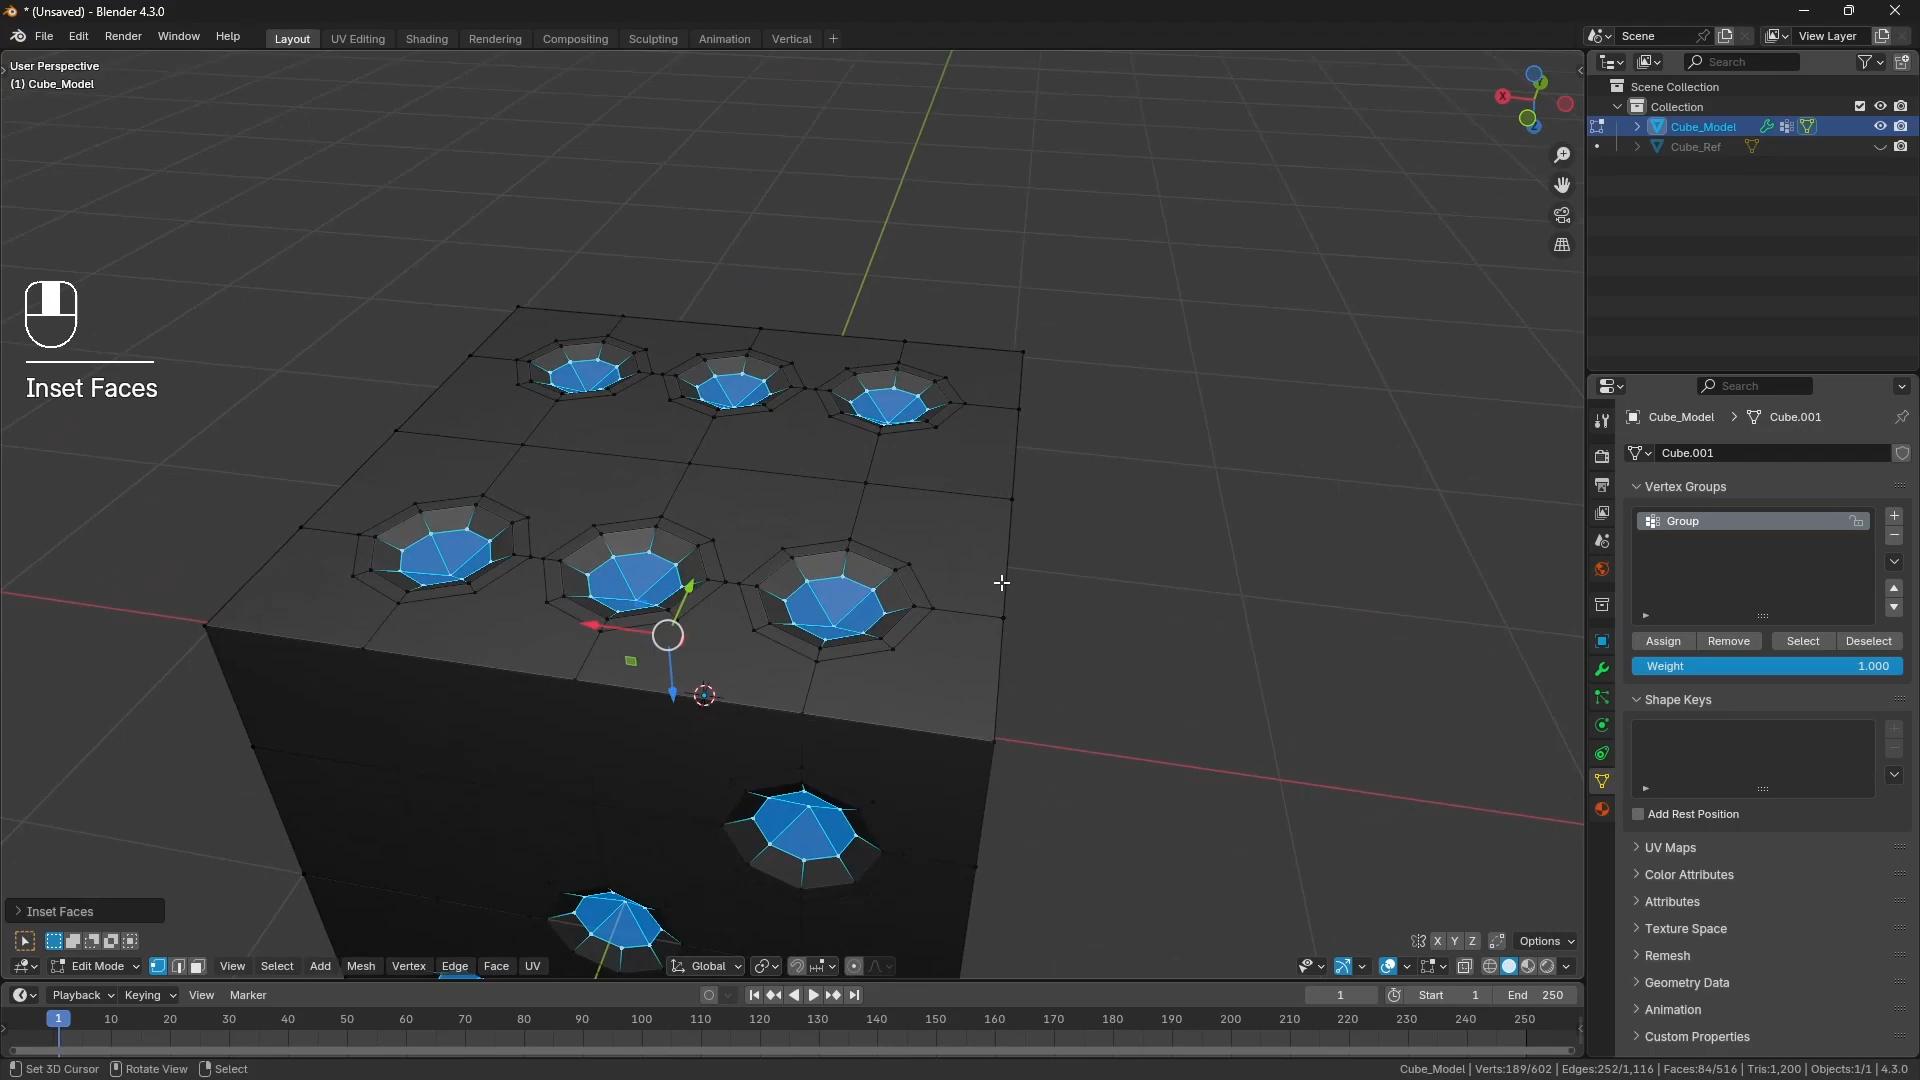 * (Unsaved) - Blender 4.3.0
File Edit Render Window Help Layout UV Editing Shading Rendering Compositing Sculpting Animation Vertical Scene View Layer
User Perspective
(1) Cube_Model
X
Y
Z
Inset Faces
Inset Faces
X Y Z Options
Edit Mode View Select Add Mesh Vertex Edge Face UV Global
Playback Keying View Marker 1 Start 1 End 250
1 10 20 30 40 50 60 70 80 90 100 110 120 130 140 150 160 170 180 190 200 210 220 230 240 250
Set 3D Cursor Rotate View Select Cube_Model | Verts:189/602 | Edges:252/1,116 | Faces:84/516 | Tris:1,200 | Objects:1/1 | 4.3.0
Search
Scene Collection
Collection
Cube_Model
Cube_Ref
Search
Cube_Model Cube.001
Cube.001
Vertex Groups
Group
Assign Remove Select Deselect
Weight 1.000
Shape Keys
Add Rest Position
UV Maps
Color Attributes
Attributes
Texture Space
Remesh
Geometry Data
Animation
Custom Properties